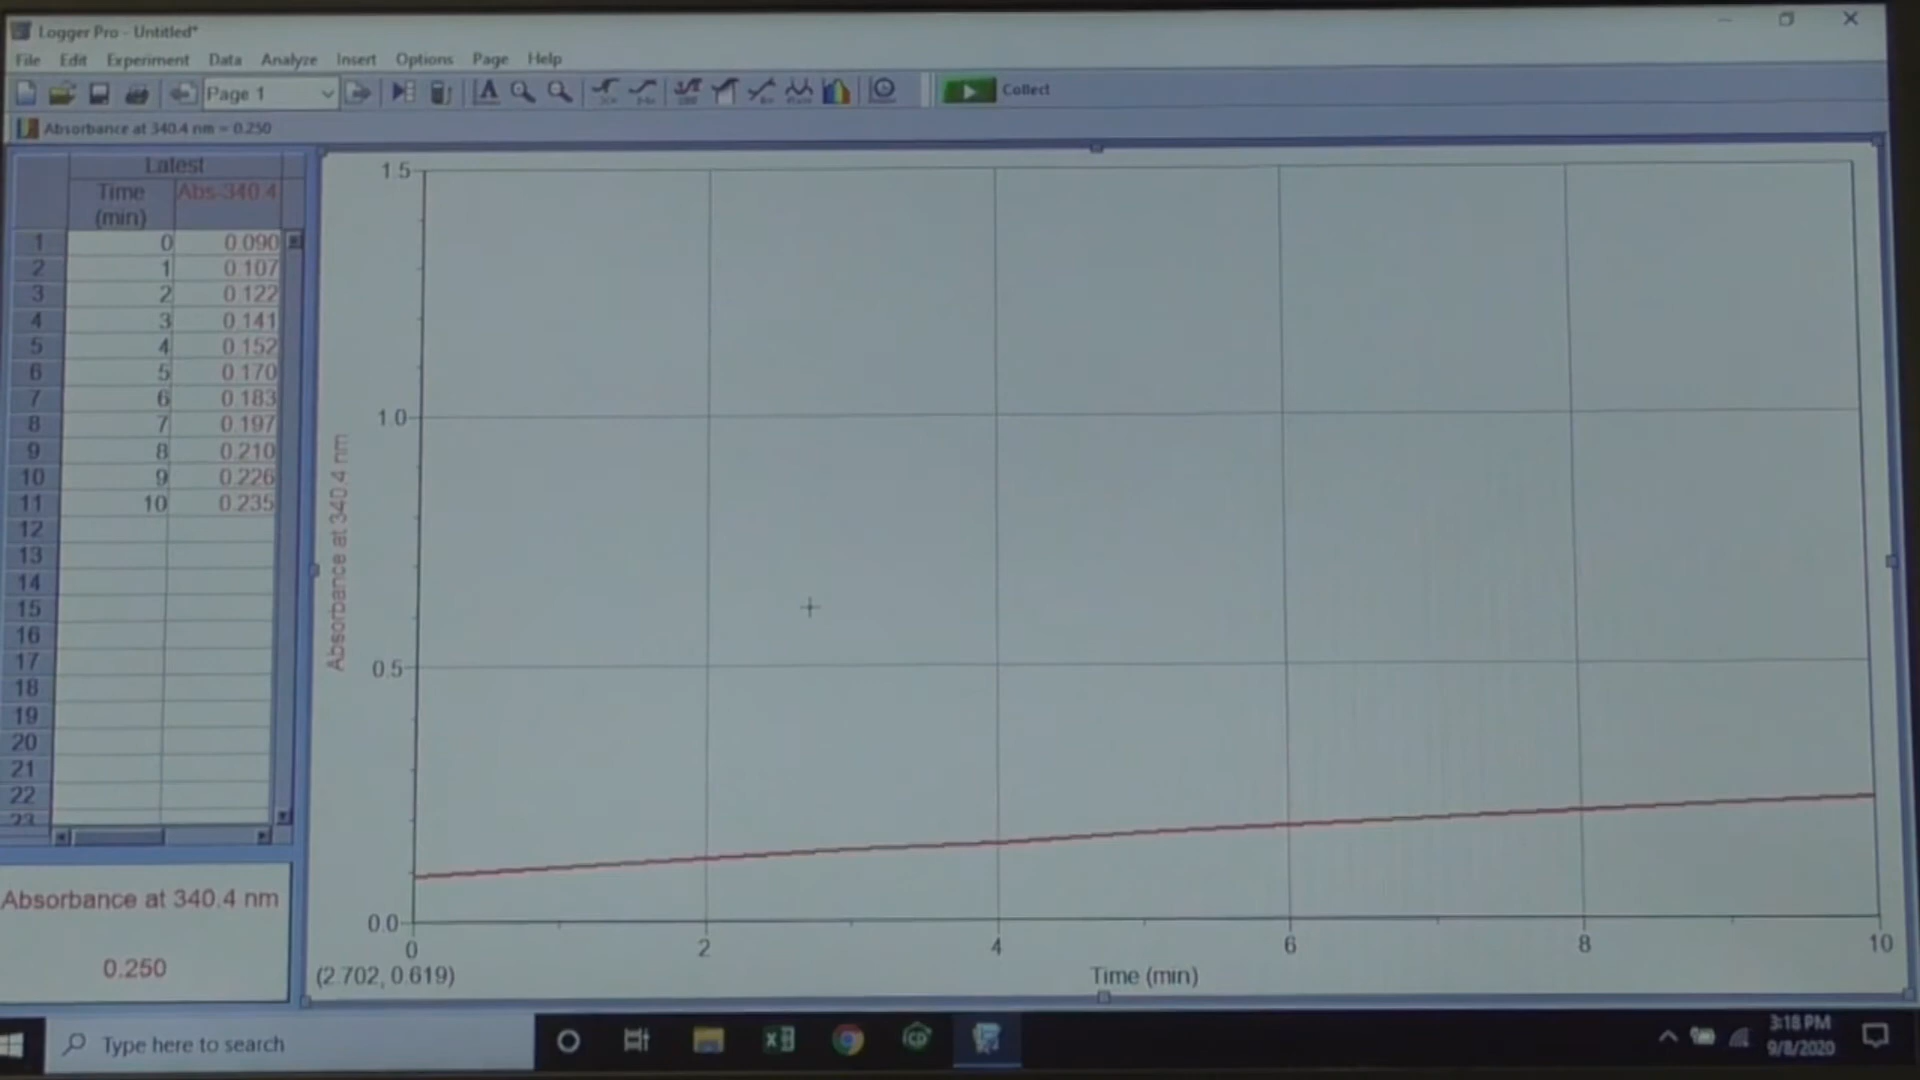 Logger Pro - Untitled*
File Edit Experiment Data Analyze Insert Options Page Help
Page 1 Collect
Absorbance at 340.4 nm = 0.250
Latest
Time (min) Abs-340.4
1 0 0.090
2 1 0.107
3 2 0.122
4 3 0.141
5 4 0.152
6 5 0.170
7 6 0.183
8 7 0.197
9 8 0.210
10 9 0.226
11 10 0.235
12
13
14
15
16
17
18
19
20
21
22
23
Absorbance at 340.4 nm
0.250
1.5
1.0
0.5
0.0
Absorbance at 340.4 nm
0 2 4 6 8 10
(2.702, 0.619) Time (min)
Type here to search
3:18 PM
9/8/2020